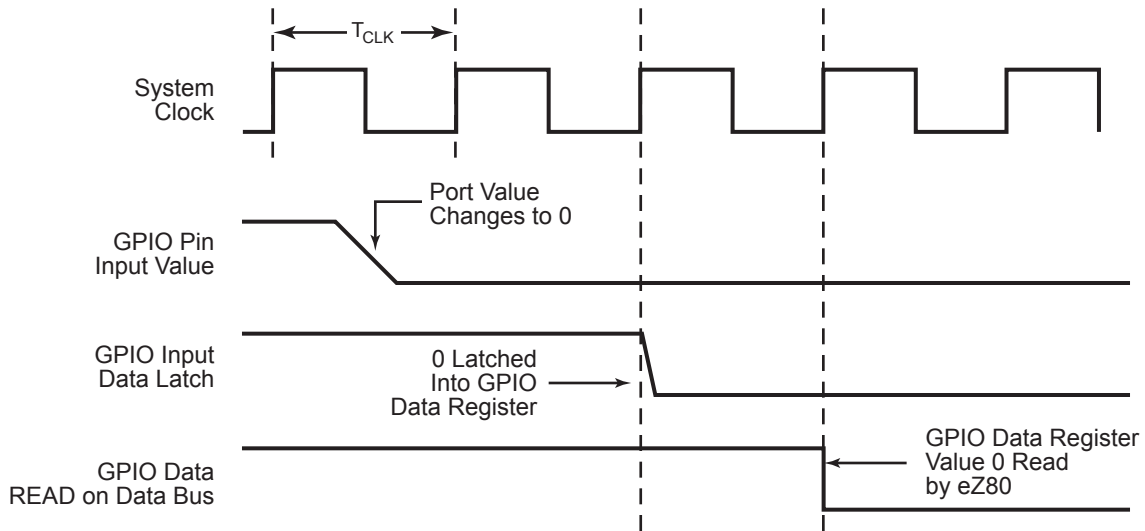 TCLK
System
Clock
Port Value
Changes to 0
GPIO Pin
Input Value
GPIO Input
Data Latch
0 Latched
Into GPIO
Data Register
GPIO Data
READ on Data Bus
GPIO Data Register
Value 0 Read
by eZ80